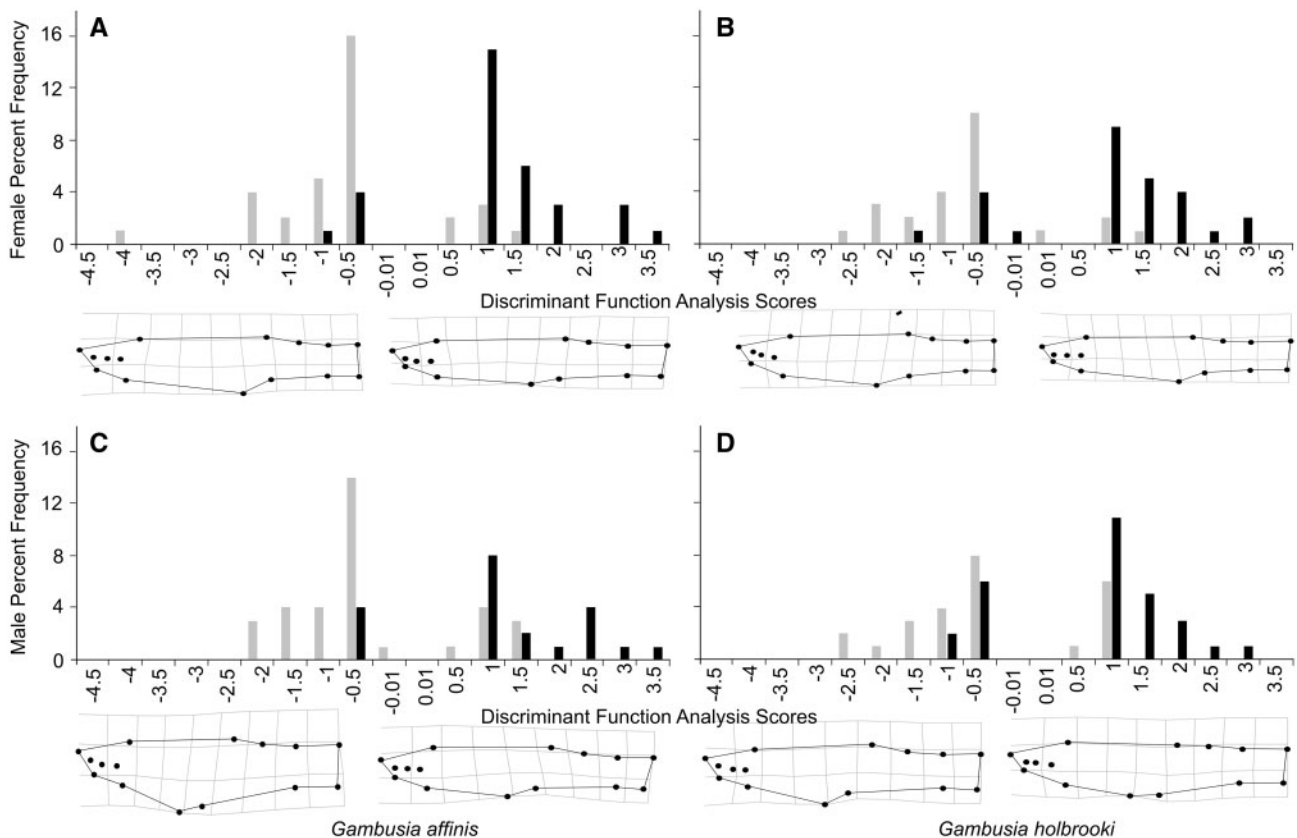 A
B
Female Percent Frequency
16
12
8
4
0
-4.5 -4 -3.5 -3 -2.5 -2 -1.5 -1 -0.5 -0.01 0.01 0.5 1 1.5 2 2.5 3 3.5
-4.5 -4 -3.5 -3 -2.5 -2 -1.5 -1 -0.5 -0.01 0.01 0.5 1 1.5 2 2.5 3 3.5
Discriminant Function Analysis Scores
C
D
Male Percent Frequency
16
12
8
4
0
-4.5 -4 -3.5 -3 -2.5 -2 -1.5 -1 -0.5 -0.01 0.01 0.5 1 1.5 2 2.5 3 3.5
-4.5 -4 -3.5 -3 -2.5 -2 -1.5 -1 -0.5 -0.01 0.01 0.5 1 1.5 2 2.5 3 3.5
Discriminant Function Analysis Scores
Gambusia affinis
Gambusia holbrooki